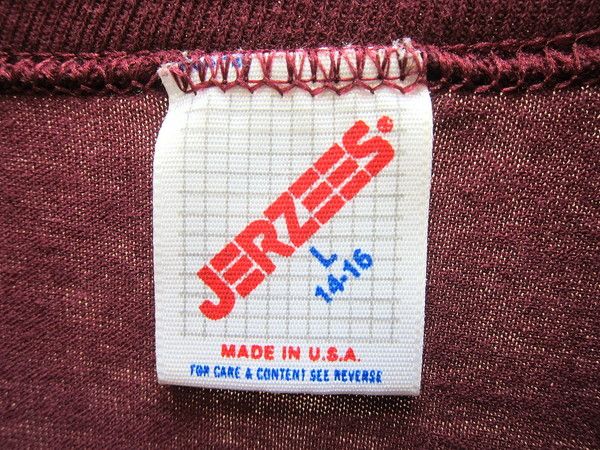 JERZEES®
L
14-16
MADE IN U.S.A.
FOR CARE & CONTENT SEE REVERSE